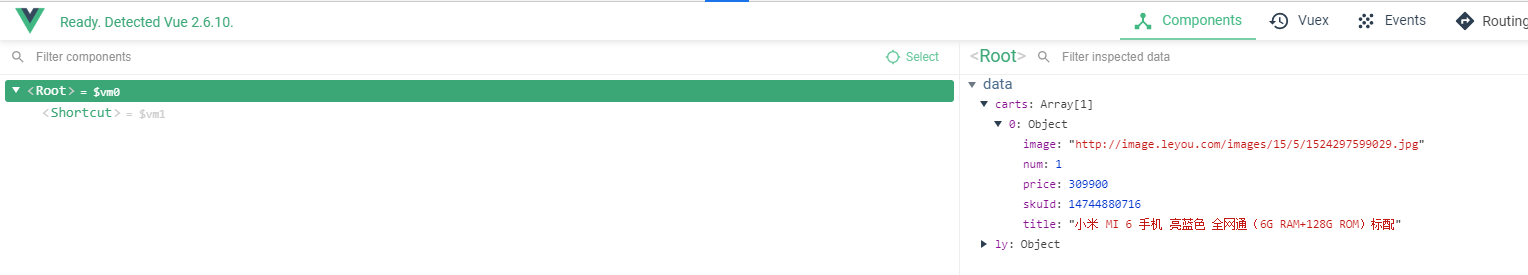 Ready. Detected Vue 2.6.10.
Components
Vuex
Events
Routing
Filter components
Select
<Root>
Filter inspected data
<Root> = $vm0
<Shortcut> = $vm1
data
carts: Array[1]
0: Object
image: "http://image.leyou.com/images/15/5/1524297599029.jpg"
num: 1
price: 309900
skuId: 14744880716
title: "小米 MI 6 手机 亮蓝色 全网通（6G RAM+128G ROM）标配"
ly: Object